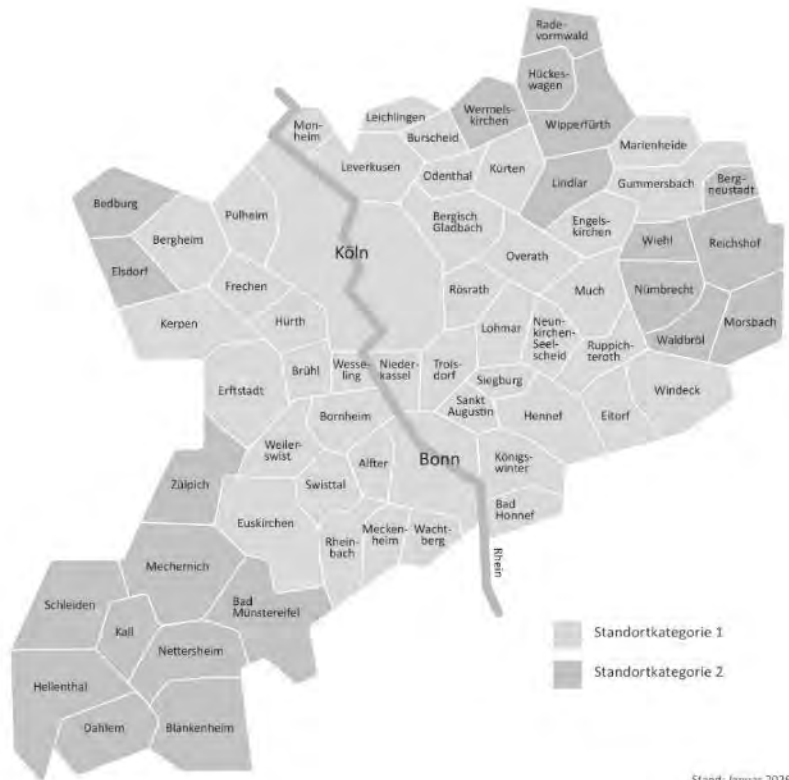 Rade-
vormwald
Hückes-
wagen
Wermels-
kirchen
Wipperfürth
Leichlingen
Mon-
heim
Burscheid
Marienheide
Leverkusen
Odenthal
Kürten
Lindlar
Gummersbach
Berg-
neustadt
Bedburg
Pulheim
Bergheim
Bergisch
Gladbach
Engels-
kirchen
Wiehl
Reichshof
Köln
Overath
Elsdorf
Frechen
Rösrath
Much
Nümbrecht
Kerpen
Hürth
Lohmar
Neun-
kirchen-
Seel-
scheid
Morsbach
Waldbröl
Ruppich-
teroth
Brühl
Wesse-
ling
Nieder-
kassel
Trois-
dorf
Siegburg
Windeck
Erftstadt
Sankt
Augustin
Hennef
Eitorf
Bornheim
Weiler-
swist
Alfter
Bonn
Königs-
winter
Zülpich
Swisttal
Bad
Honnef
Euskirchen
Rhein-
bach
Mecken-
heim
Wacht-
berg
Rhein
Mechernich
Schleiden
Bad
Münstereifel
Kall
Nettersheim
Hellenthal
Dahlem
Blankenheim
Standortkategorie 1
Standortkategorie 2
Stand: Januar 2026